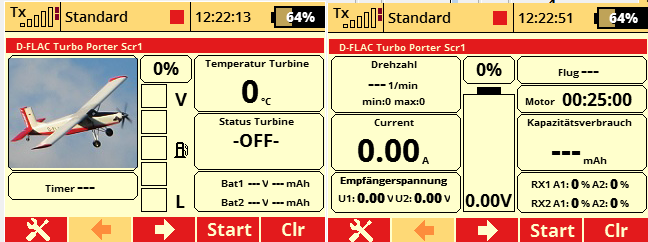 Tx Standard 12:22:13 64%
D-FLAC Turbo Porter Scr1
0%
V
L
Timer ---
Temperatur Turbine
0 °C
Status Turbine
-OFF-
Bat1 --- V --- mAh
Bat2 --- V --- mAh
Start Clr
Tx Standard 12:22:51 64%
D-FLAC Turbo Porter Scr1
Drehzahl
--- 1/min
min:0 max:0
Current
0.00 A
Empfängerspannung
U1: 0.00 V U2: 0.00 V
0%
0.00V
Flug ---
Motor 00:25:00
Kapazitätsverbrauch
--- mAh
RX1 A1: 0 % A2: 0 %
RX2 A1: 0 % A2: 0 %
Start Clr